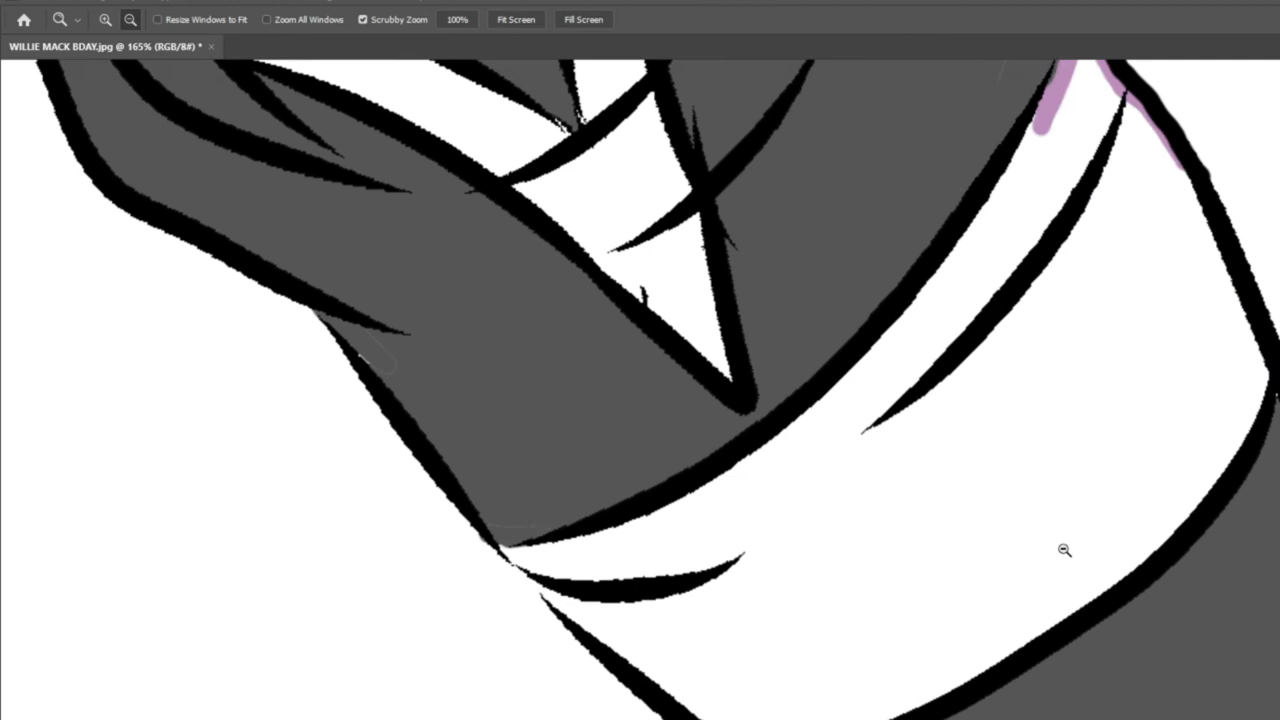 Resize Windows to Fit Zoom All Windows Scrubby Zoom 100% Fit Screen Fill Screen
WILLIE MACK BDAY.jpg @ 165% (RGB/8#) * ×